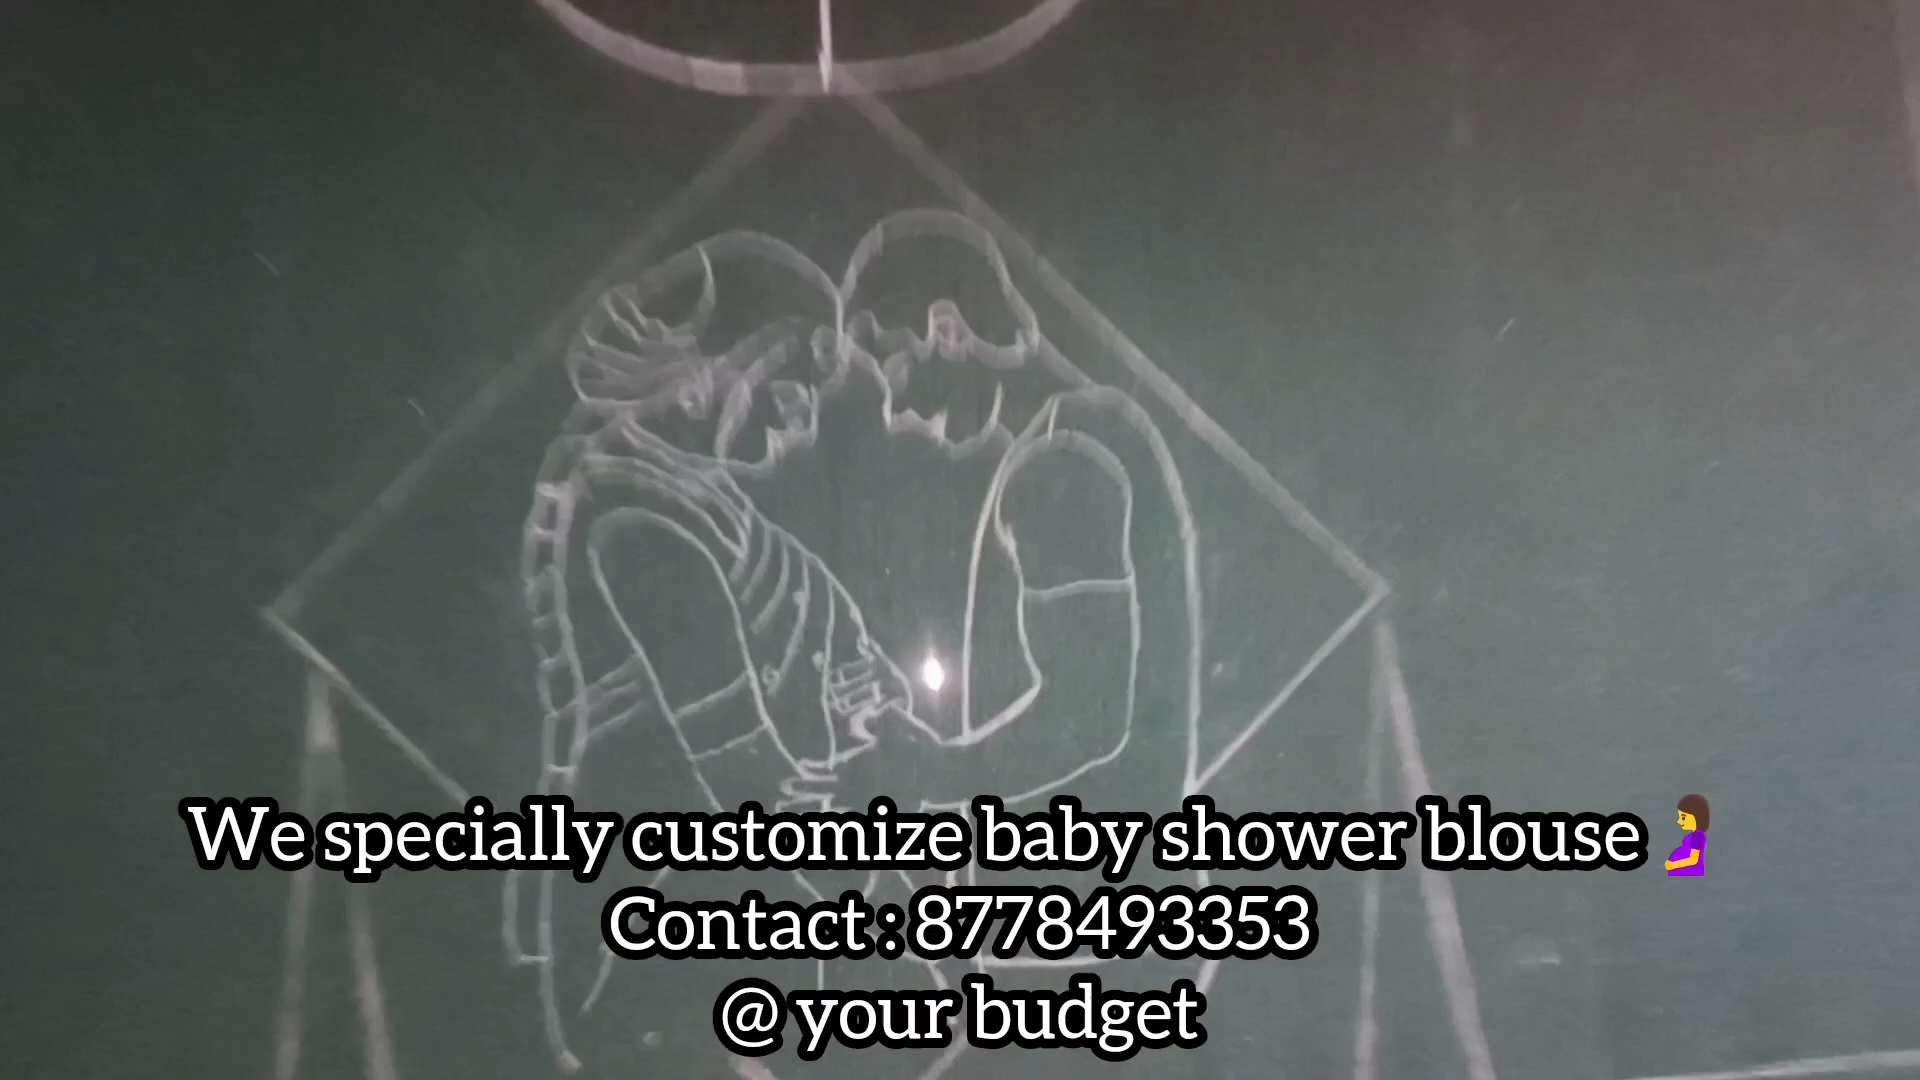 We specially customize baby shower blouse 🤰
Contact : 8778493353
@ your budget